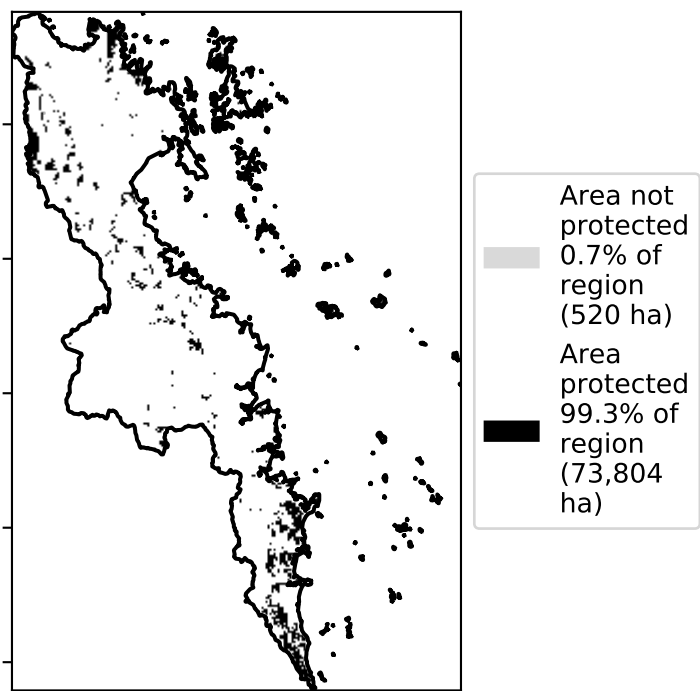 Area not
protected
0.7% of
region
(520 ha)
Area
protected
99.3% of
region
(73,804
ha)